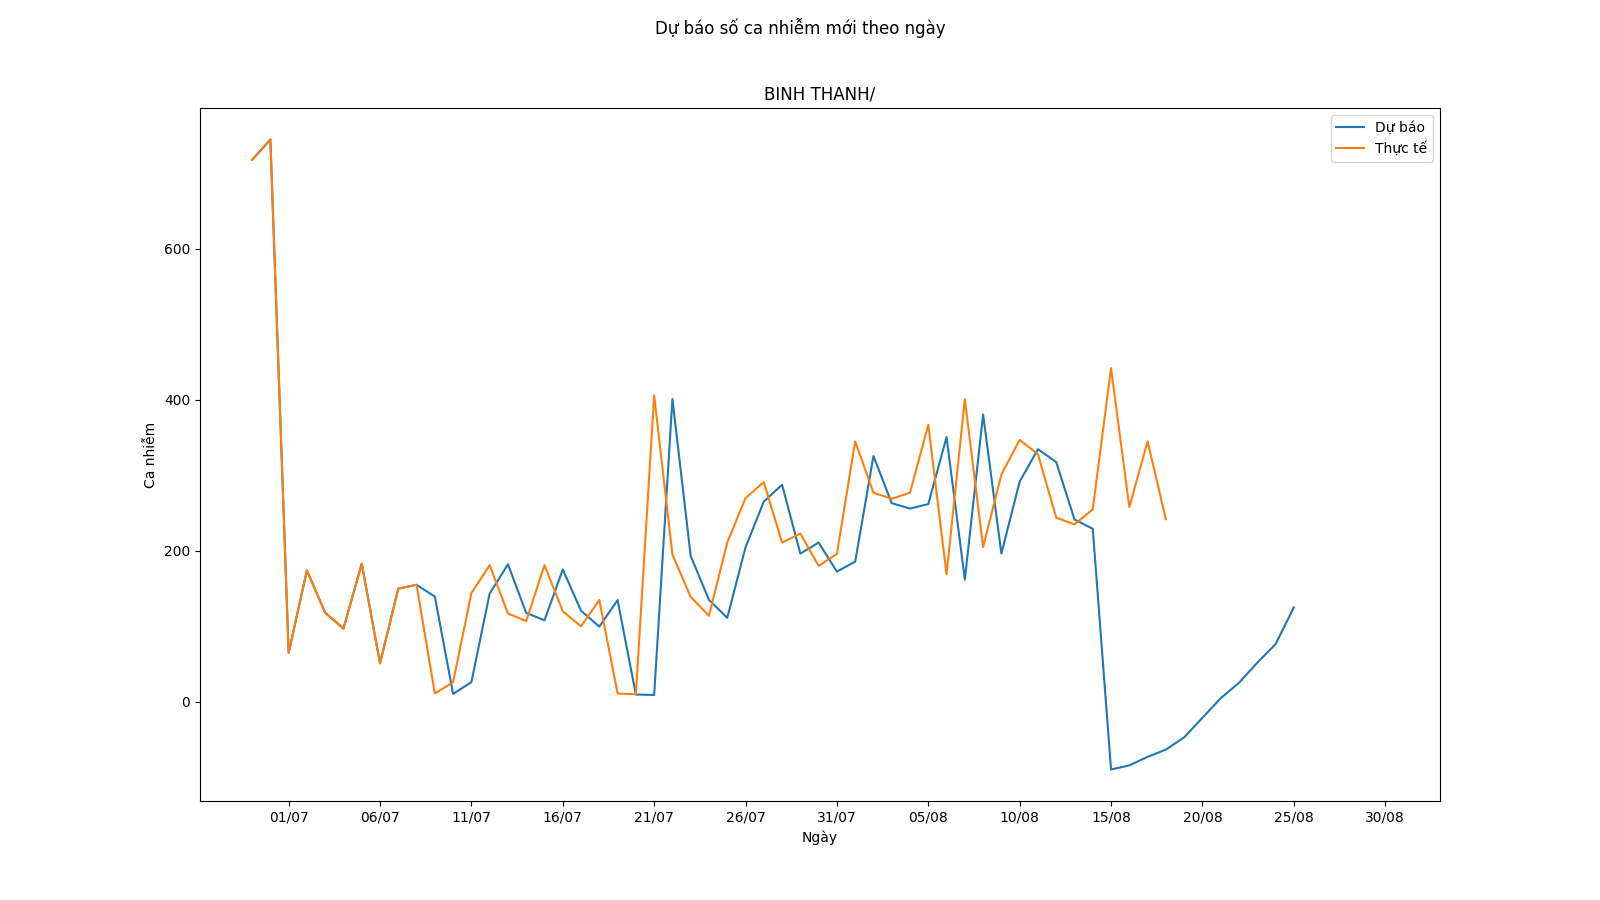 Dự báo số ca nhiễm mới theo ngày
BINH THANH/
Dự báo
Thực tế
Ca nhiễm
600
400
200
0
01/07 06/07 11/07 16/07 21/07 26/07 31/07 05/08 10/08 15/08 20/08 25/08 30/08
Ngày